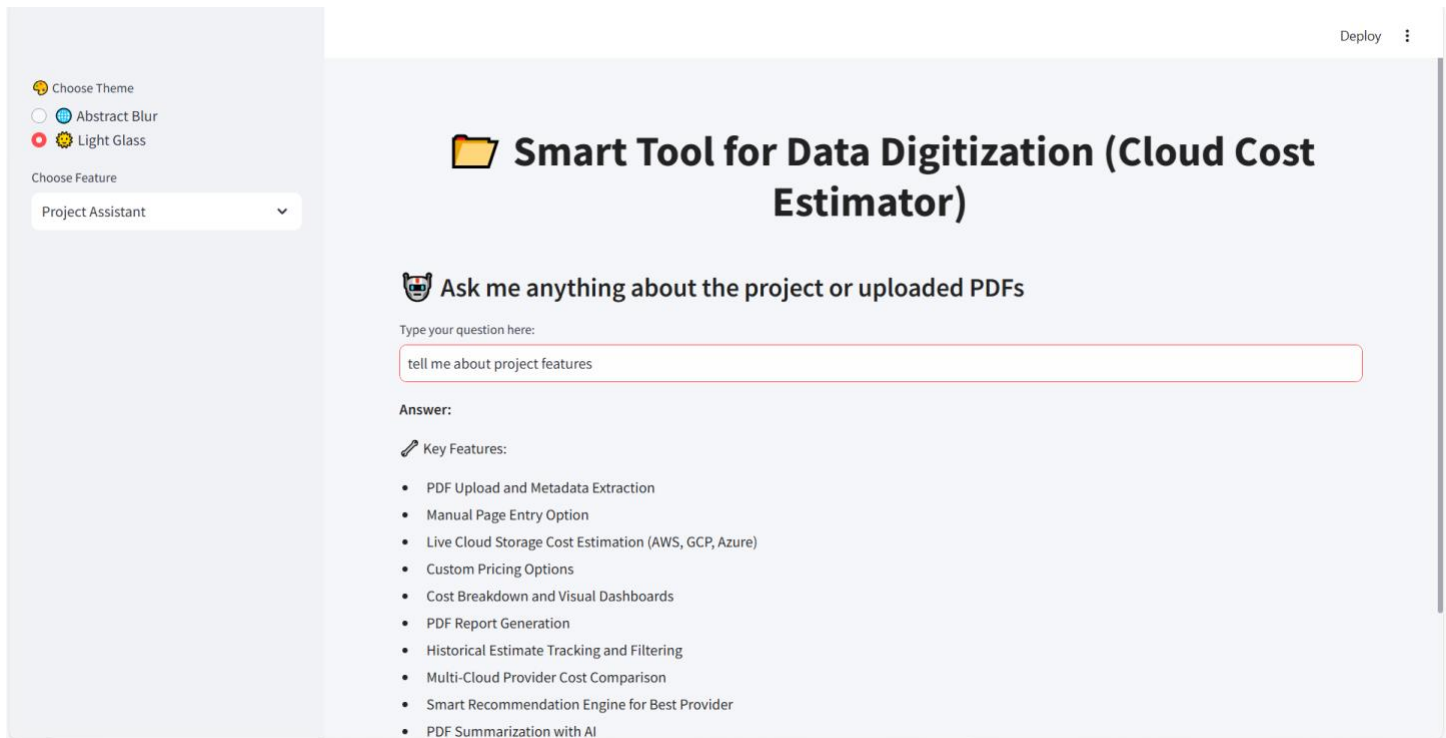 Deploy
Choose Theme
Abstract Blur
Light Glass
Choose Feature
Project Assistant
Smart Tool for Data Digitization (Cloud Cost
Estimator)
Ask me anything about the project or uploaded PDFs
Type your question here:
tell me about project features
Answer:
Key Features:
• PDF Upload and Metadata Extraction
• Manual Page Entry Option
• Live Cloud Storage Cost Estimation (AWS, GCP, Azure)
• Custom Pricing Options
• Cost Breakdown and Visual Dashboards
• PDF Report Generation
• Historical Estimate Tracking and Filtering
• Multi-Cloud Provider Cost Comparison
• Smart Recommendation Engine for Best Provider
• PDF Summarization with AI